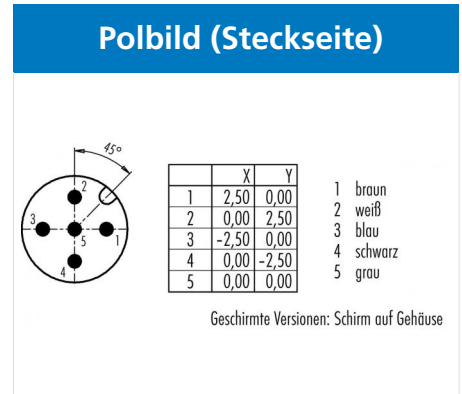 Polbild (Steckseite)
45°
2
3
5
1
4
X Y
1 2,50 0,00
2 0,00 2,50
3 -2,50 0,00
4 0,00 -2,50
5 0,00 0,00
1 braun
2 weiß
3 blau
4 schwarz
5 grau
Geschirmte Versionen: Schirm auf Gehäuse